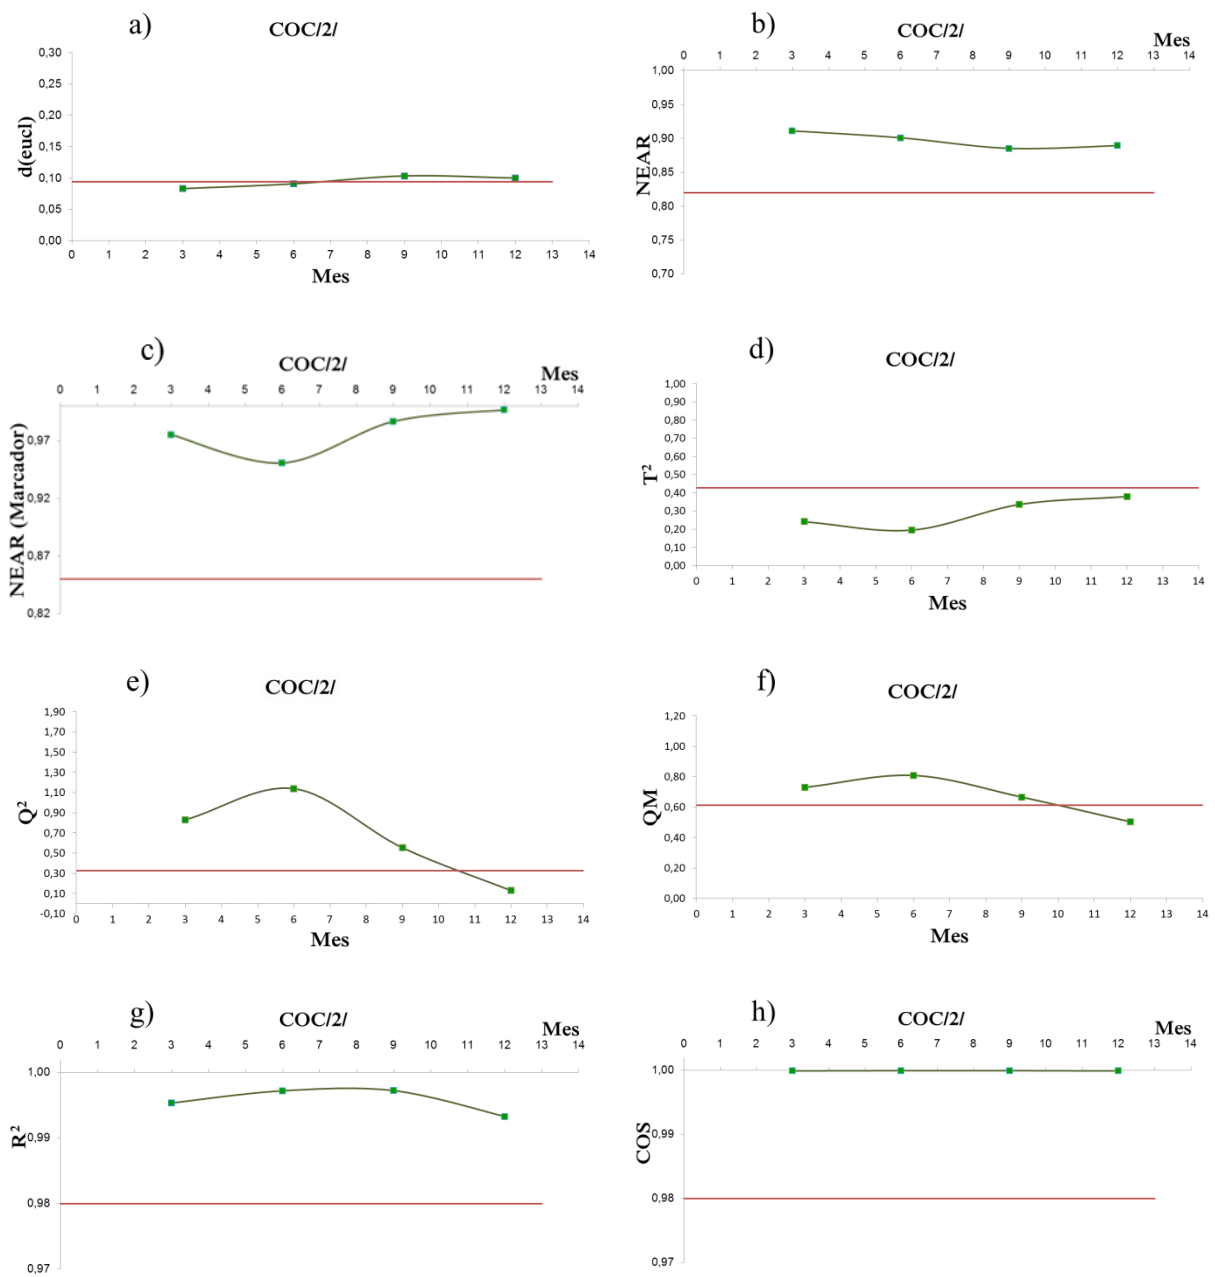 a)
COC/2/
0,30
0,25
0,20
0,15
0,10
0,05
0,00
d(eucl)
0 1 2 3 4 5 6 7 8 9 10 11 12 13 14
Mes
b)
COC/2/
Mes
0 1 2 3 4 5 6 7 8 9 10 11 12 13 14
1,00
0,95
0,90
0,85
0,80
0,75
0,70
NEAR
c)
COC/2/
Mes
0 1 2 3 4 5 6 7 8 9 10 11 12 13 14
0,97
0,92
0,87
0,82
NEAR (Marcador)
d)
COC/2/
1,00
0,90
0,80
0,70
0,60
0,50
0,40
0,30
0,20
0,10
0,00
T²
0 1 2 3 4 5 6 7 8 9 10 11 12 13 14
Mes
e)
COC/2/
1,90
1,70
1,50
1,30
1,10
0,90
0,70
0,50
0,30
0,10
-0,10
Q²
0 1 2 3 4 5 6 7 8 9 10 11 12 13 14
Mes
f)
COC/2/
1,20
1,00
0,80
0,60
0,40
0,20
0,00
QM
0 1 2 3 4 5 6 7 8 9 10 11 12 13 14
Mes
g)
COC/2/
Mes
0 1 2 3 4 5 6 7 8 9 10 11 12 13 14
1,00
0,99
0,98
0,97
R²
h)
COC/2/
Mes
0 1 2 3 4 5 6 7 8 9 10 11 12 13 14
1,00
0,99
0,98
0,97
COS